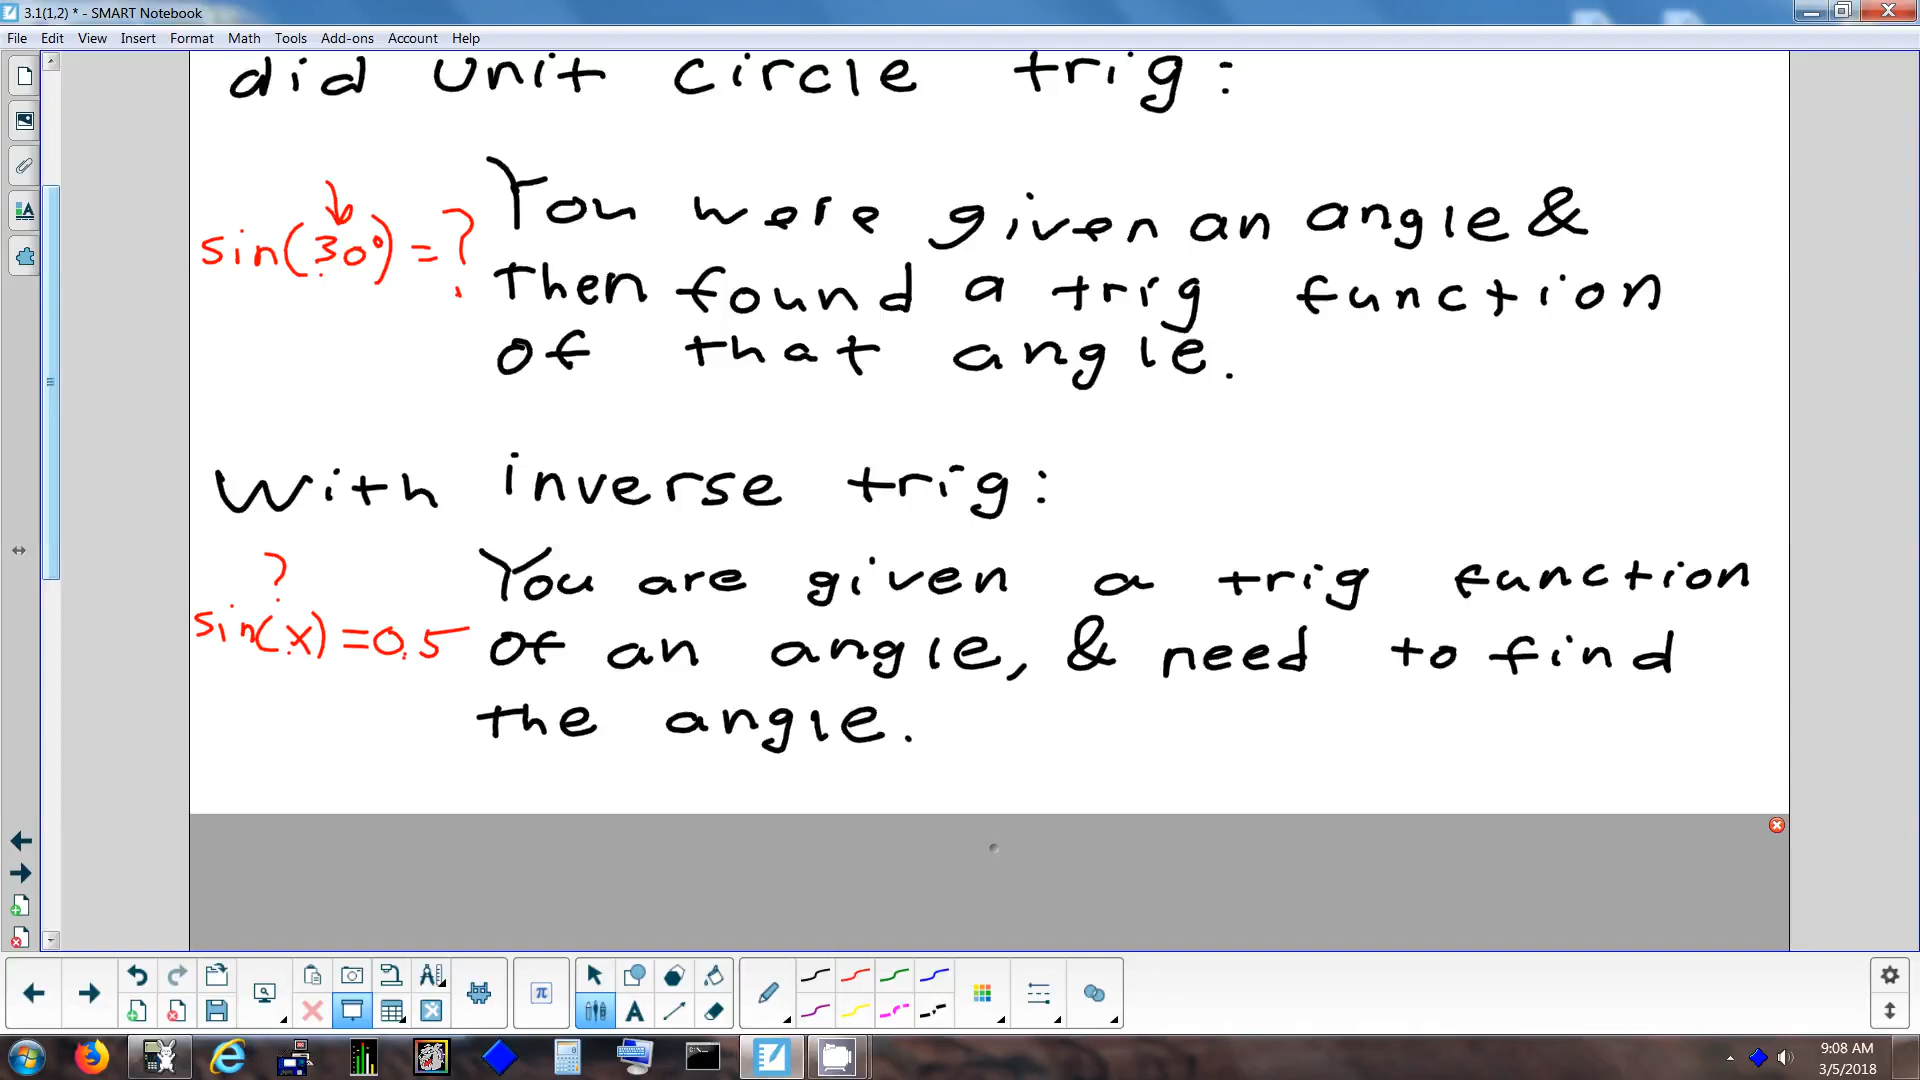 3.1(1,2) * - SMART Notebook
File Edit View Insert Format Math Tools Add-ons Account Help
did unit circle trig:
sin(30°) = ?
You were given an angle &
then found a trig function
of that angle.
With inverse trig:
?
sin(x) = 0.5
You are given a trig function
of an angle, & need to find
the angle.
π
A
9:08 AM
3/5/2018